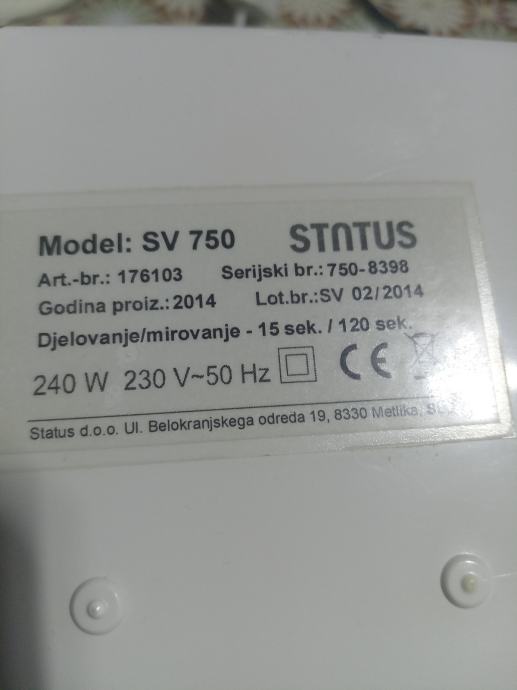 Model: SV 750 STATUS
Art.-br.: 176103 Serijski br.: 750-8398
Godina proiz.: 2014 Lot.br.:SV 02/2014
Djelovanje/mirovanje - 15 sek. / 120 sek.
240 W 230 V~50 Hz CE
Status d.o.o. Ul. Belokranjskega odreda 19, 8330 Metlika,